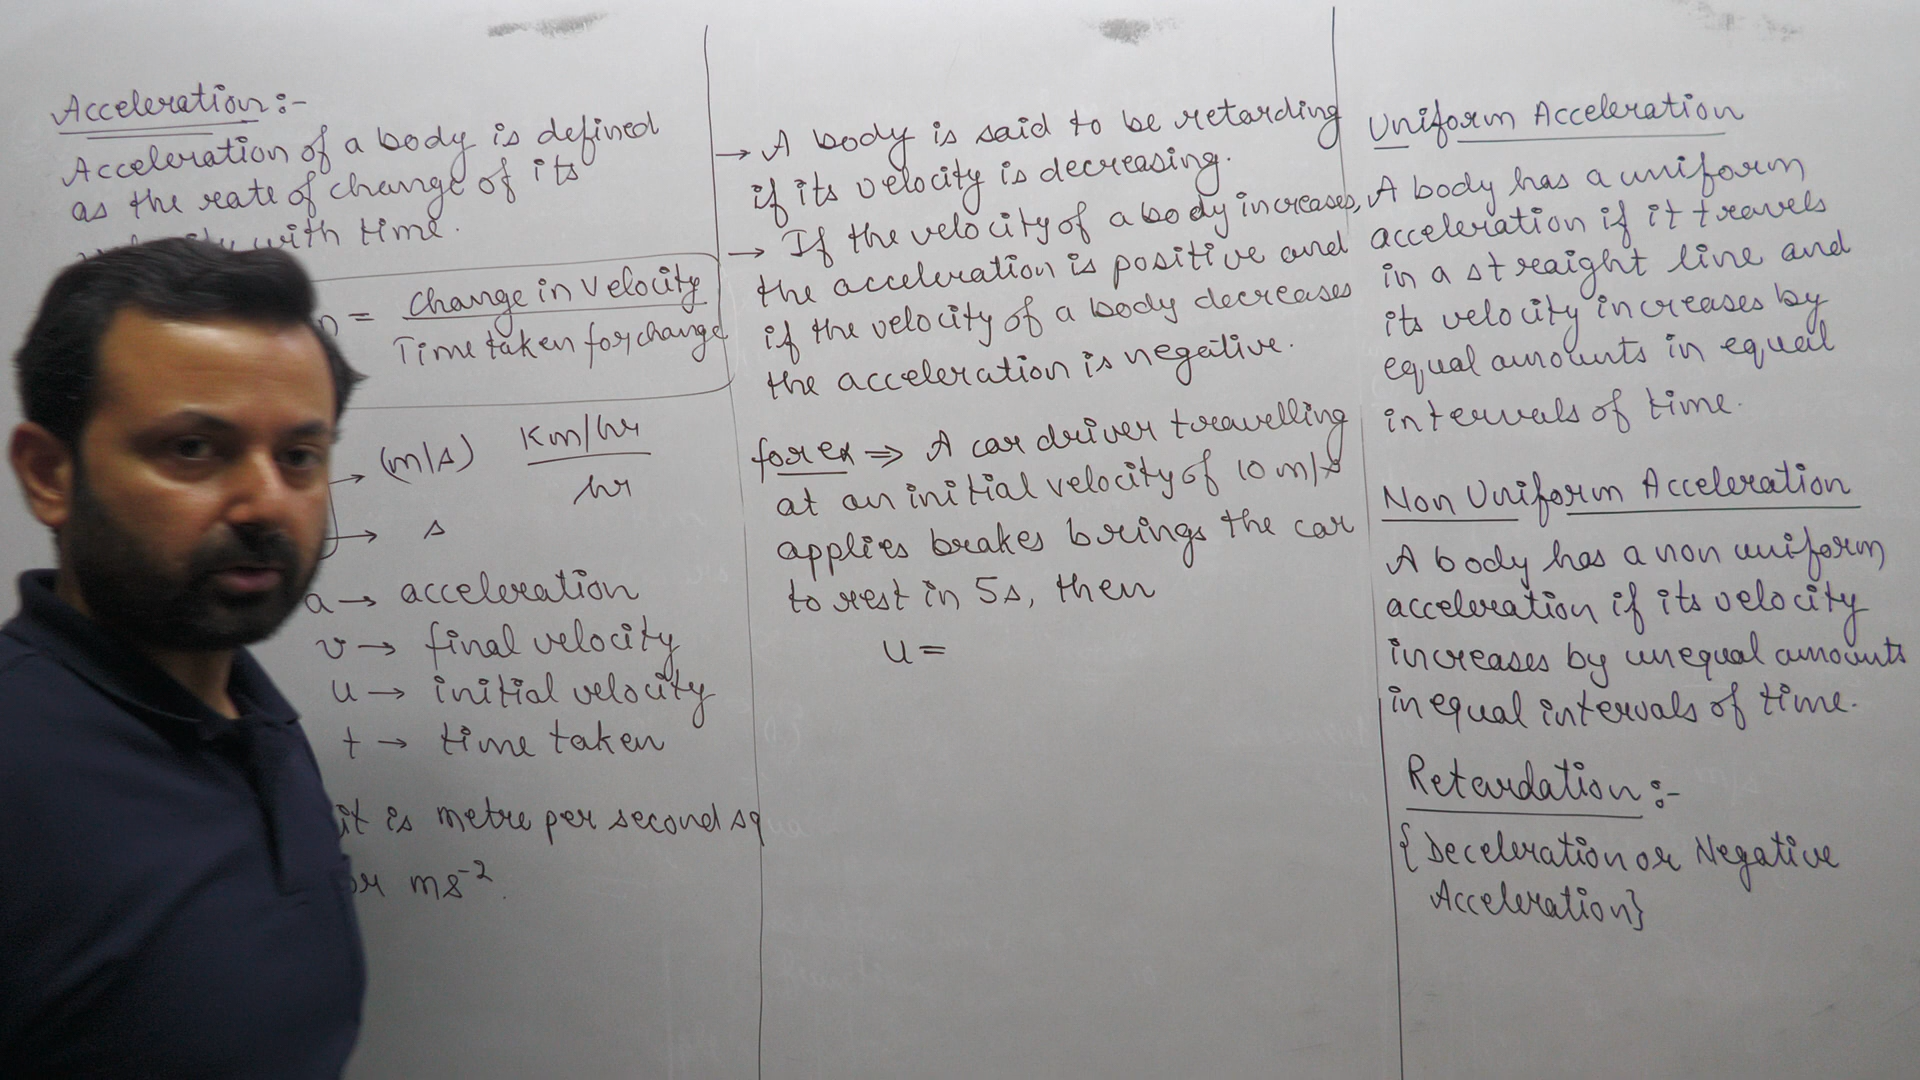 Acceleration :-
Acceleration of a body is defined
as the rate of change of its
with time.
n = Change in velocity
Time taken for change
→ (m/s) Km/hr
hr
→ s
a → acceleration
v → final velocity
u → initial velocity
t → time taken
it is metre per second sq
or ms⁻²
→ A body is said to be retarding
if its velocity is decreasing.
→ If the velocity of a body increases,
the acceleration is positive and
if the velocity of a body decreases
the acceleration is negative.
for ex ⇒ A car driver travelling
at an initial velocity of 10 m/s
applies brakes brings the car
to rest in 5s, then
u =
Uniform Acceleration
A body has a uniform
acceleration if it travels
in a straight line and
its velocity increases by
equal amounts in equal
intervals of time.
Non Uniform Acceleration
A body has a non uniform
acceleration if its velocity
increases by unequal amounts
in equal intervals of time.
Retardation :-
{Deceleration or Negative
Acceleration}